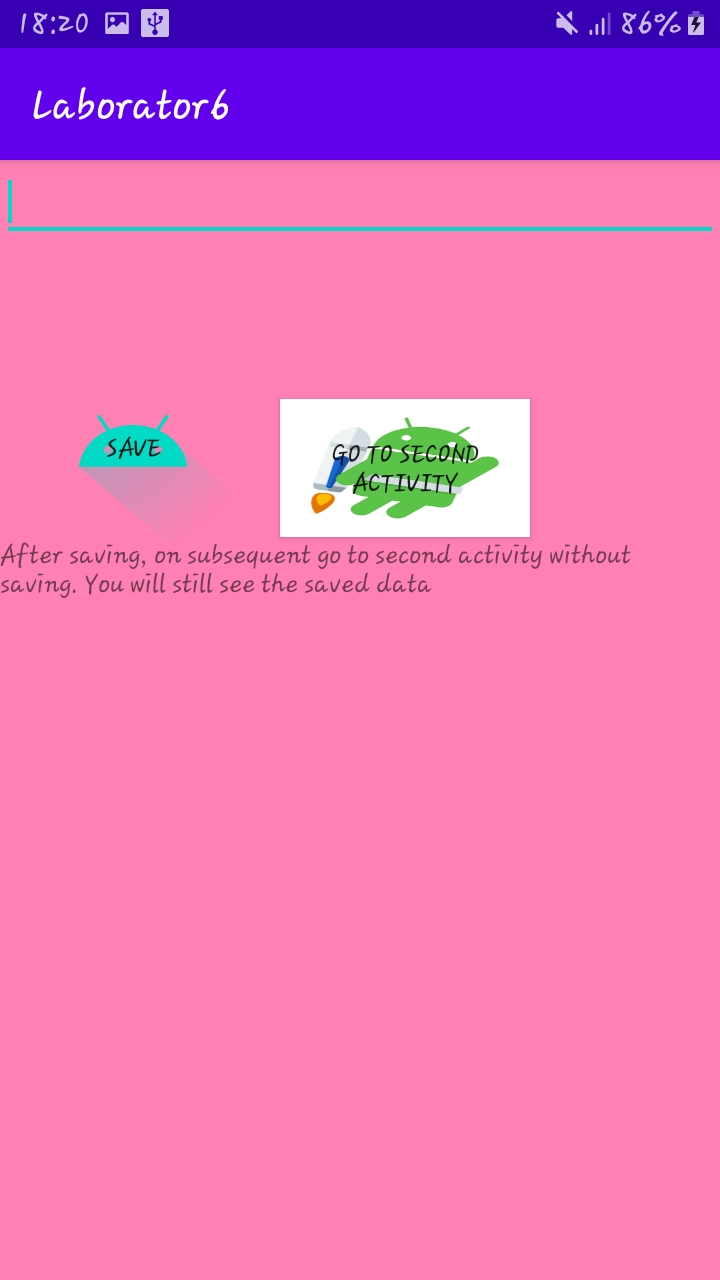 18:20 86%
Laborator6
SAVE
GO TO SECOND
ACTIVITY
After saving, on subsequent go to second activity without
saving. You will still see the saved data